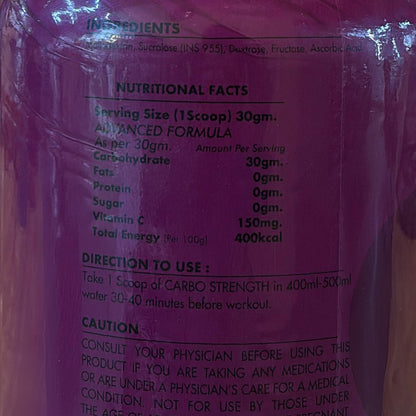 INGREDIENTS
Sucralose (INS 955), Dextrose, Fructose, Ascorbic Acid
NUTRITIONAL FACTS
Serving Size (1Scoop) 30gm.
ADVANCED FORMULA
As per 30gm. Amount Per Serving
Carbohydrate 30gm.
Fats 0gm.
Protein 0gm.
Sugar 0gm.
Vitamin C 150mg.
Total Energy (Per 100g) 400kcal
DIRECTION TO USE :
Take 1 Scoop of CARBO STRENGTH in 400ml-500ml
water 30-40 minutes before workout.
CAUTION
CONSULT YOUR PHYSICIAN BEFORE USING THIS
PRODUCT IF YOU ARE TAKING ANY MEDICATIONS
OR ARE UNDER A PHYSICIAN'S CARE FOR A MEDICAL
CONDITION. NOT FOR USE BY THOSE UNDER
THE AGE OF